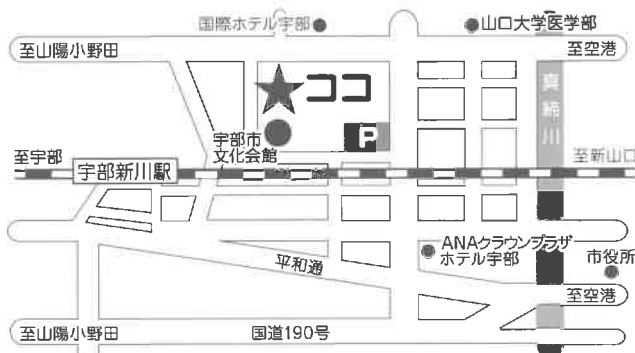 国際ホテル宇部
山口大学医学部
至山陽小野田
至空港
ココ
真締川
P
宇部市
文化会館
至宇部
宇部新川駅
至新山口
ANAクラウンプラザ
ホテル宇部
平和通
市役所
至空港
至山陽小野田
国道190号